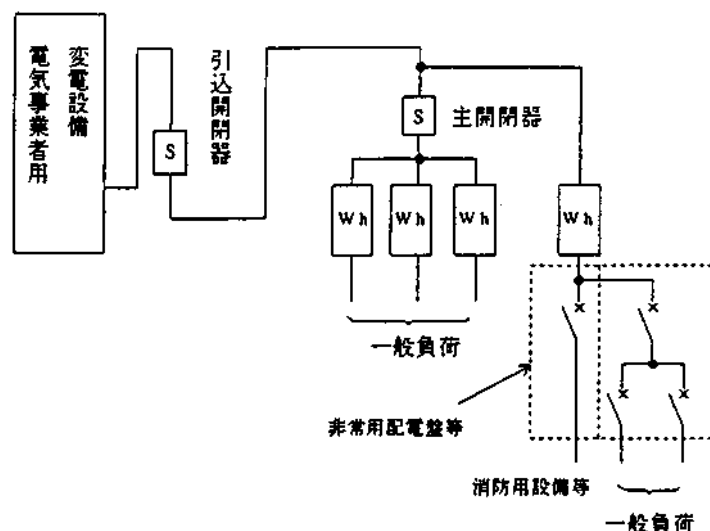 電気事業者用
変電設備
引込開閉器
S
S
主開閉器
Wh
Wh
Wh
Wh
一般負荷
非常用配電盤等
消防用設備等
一般負荷